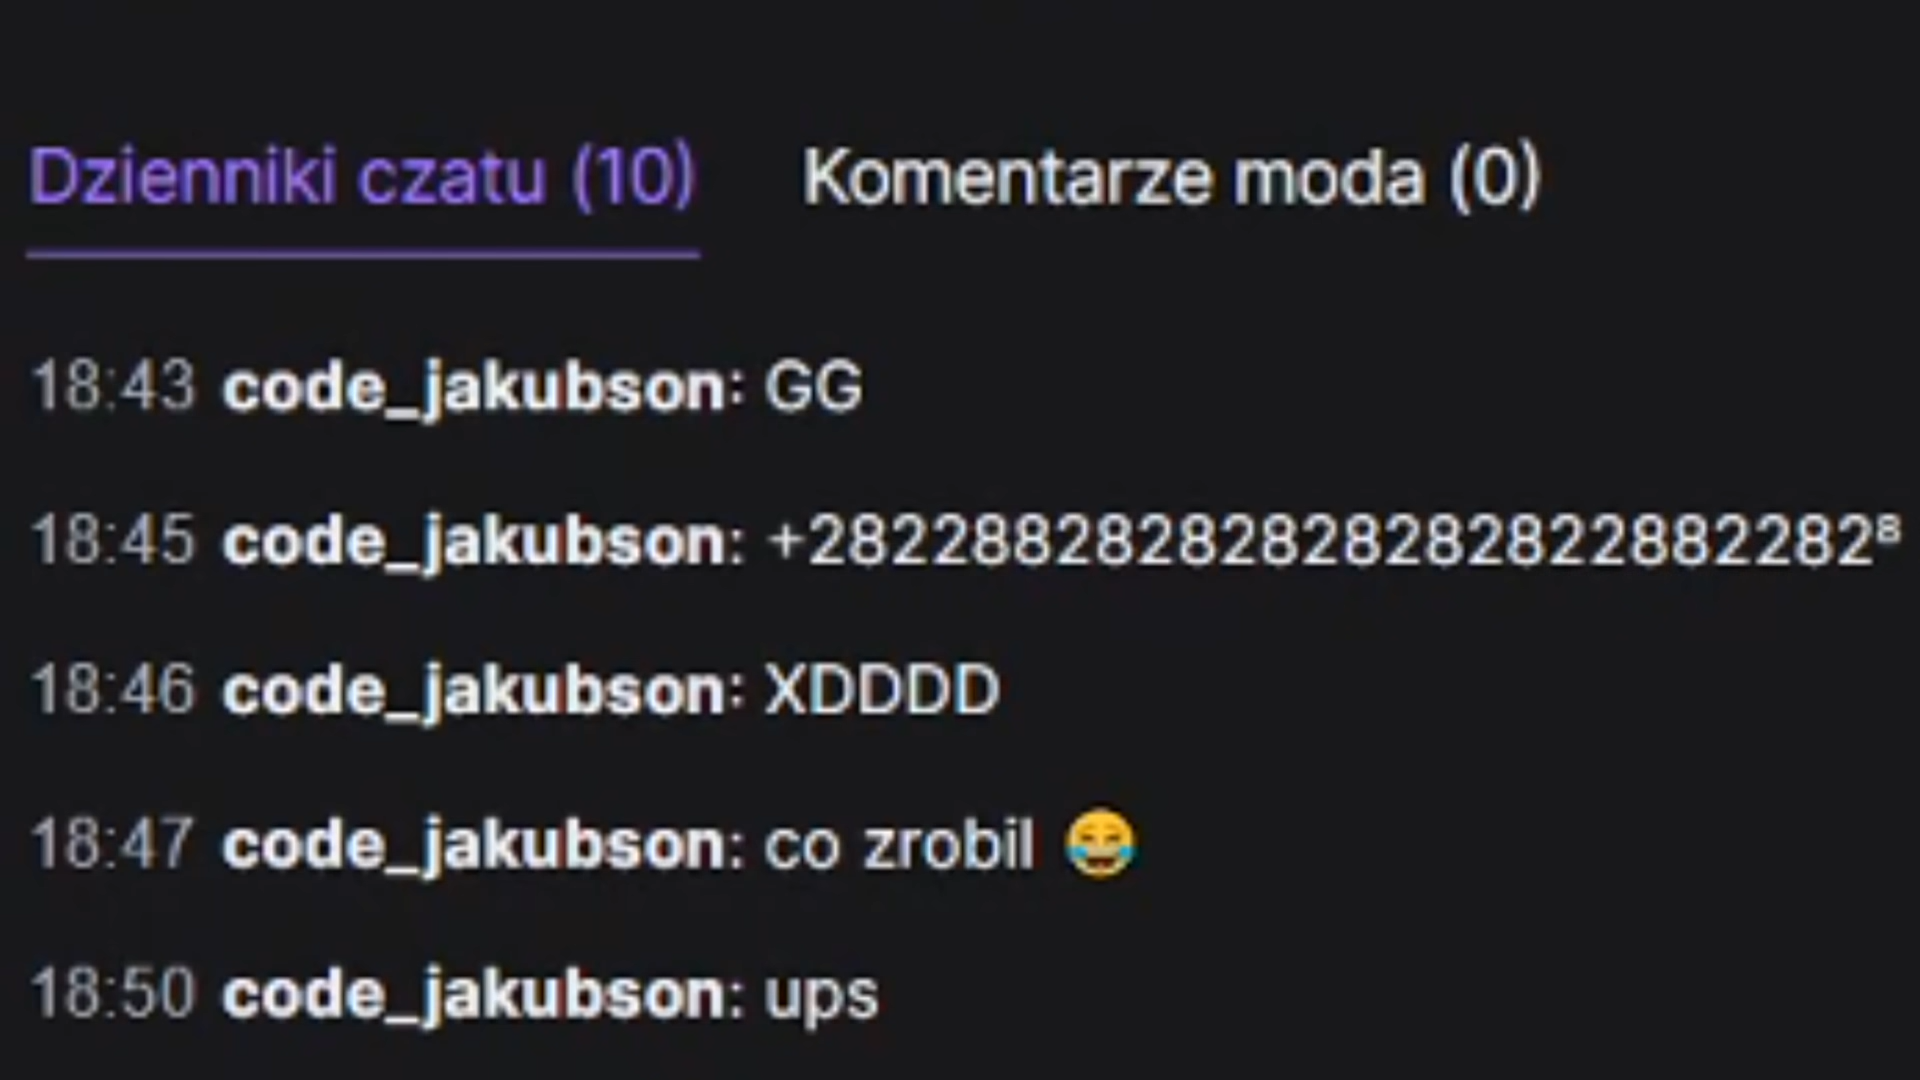 Dzienniki czatu (10) Komentarze moda (0)
18:43 code_jakubson: GG
18:45 code_jakubson: +28228828282828282822882282⁸
18:46 code_jakubson: XDDDD
18:47 code_jakubson: co zrobil 😂
18:50 code_jakubson: ups